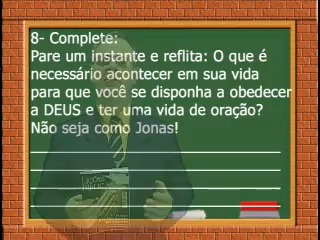 8- Complete:
Pare um instante e reflita: O que é
necessário acontecer em sua vida
para que você se disponha a obedecer
a DEUS e ter uma vida de oração?
Não seja como Jonas!